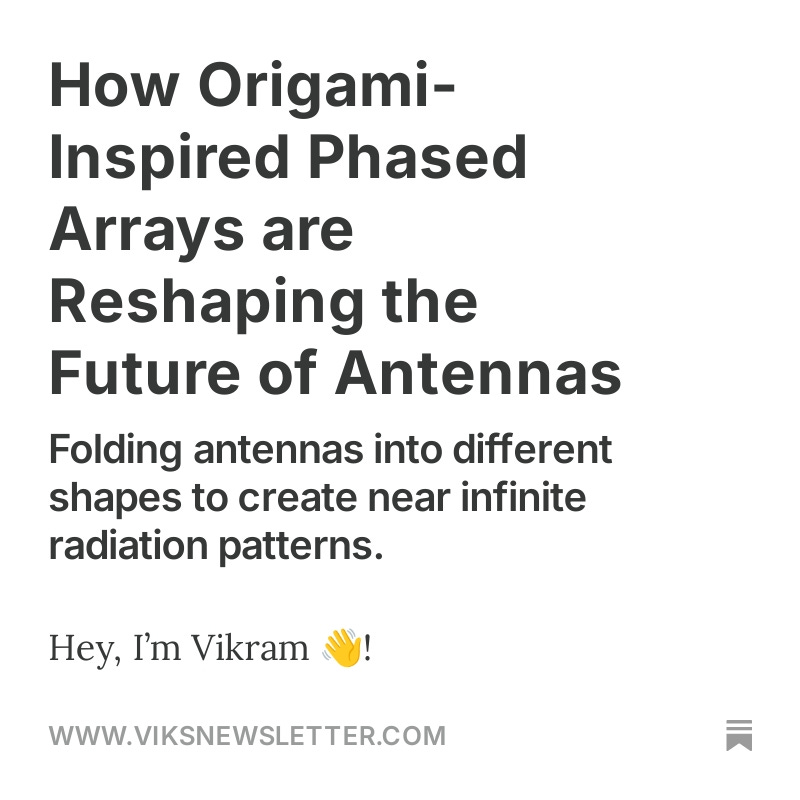 How Origami-
Inspired Phased
Arrays are
Reshaping the
Future of Antennas
Folding antennas into different
shapes to create near infinite
radiation patterns.
Hey, I’m Vikram 👋!
WWW.VIKSNEWSLETTER.COM